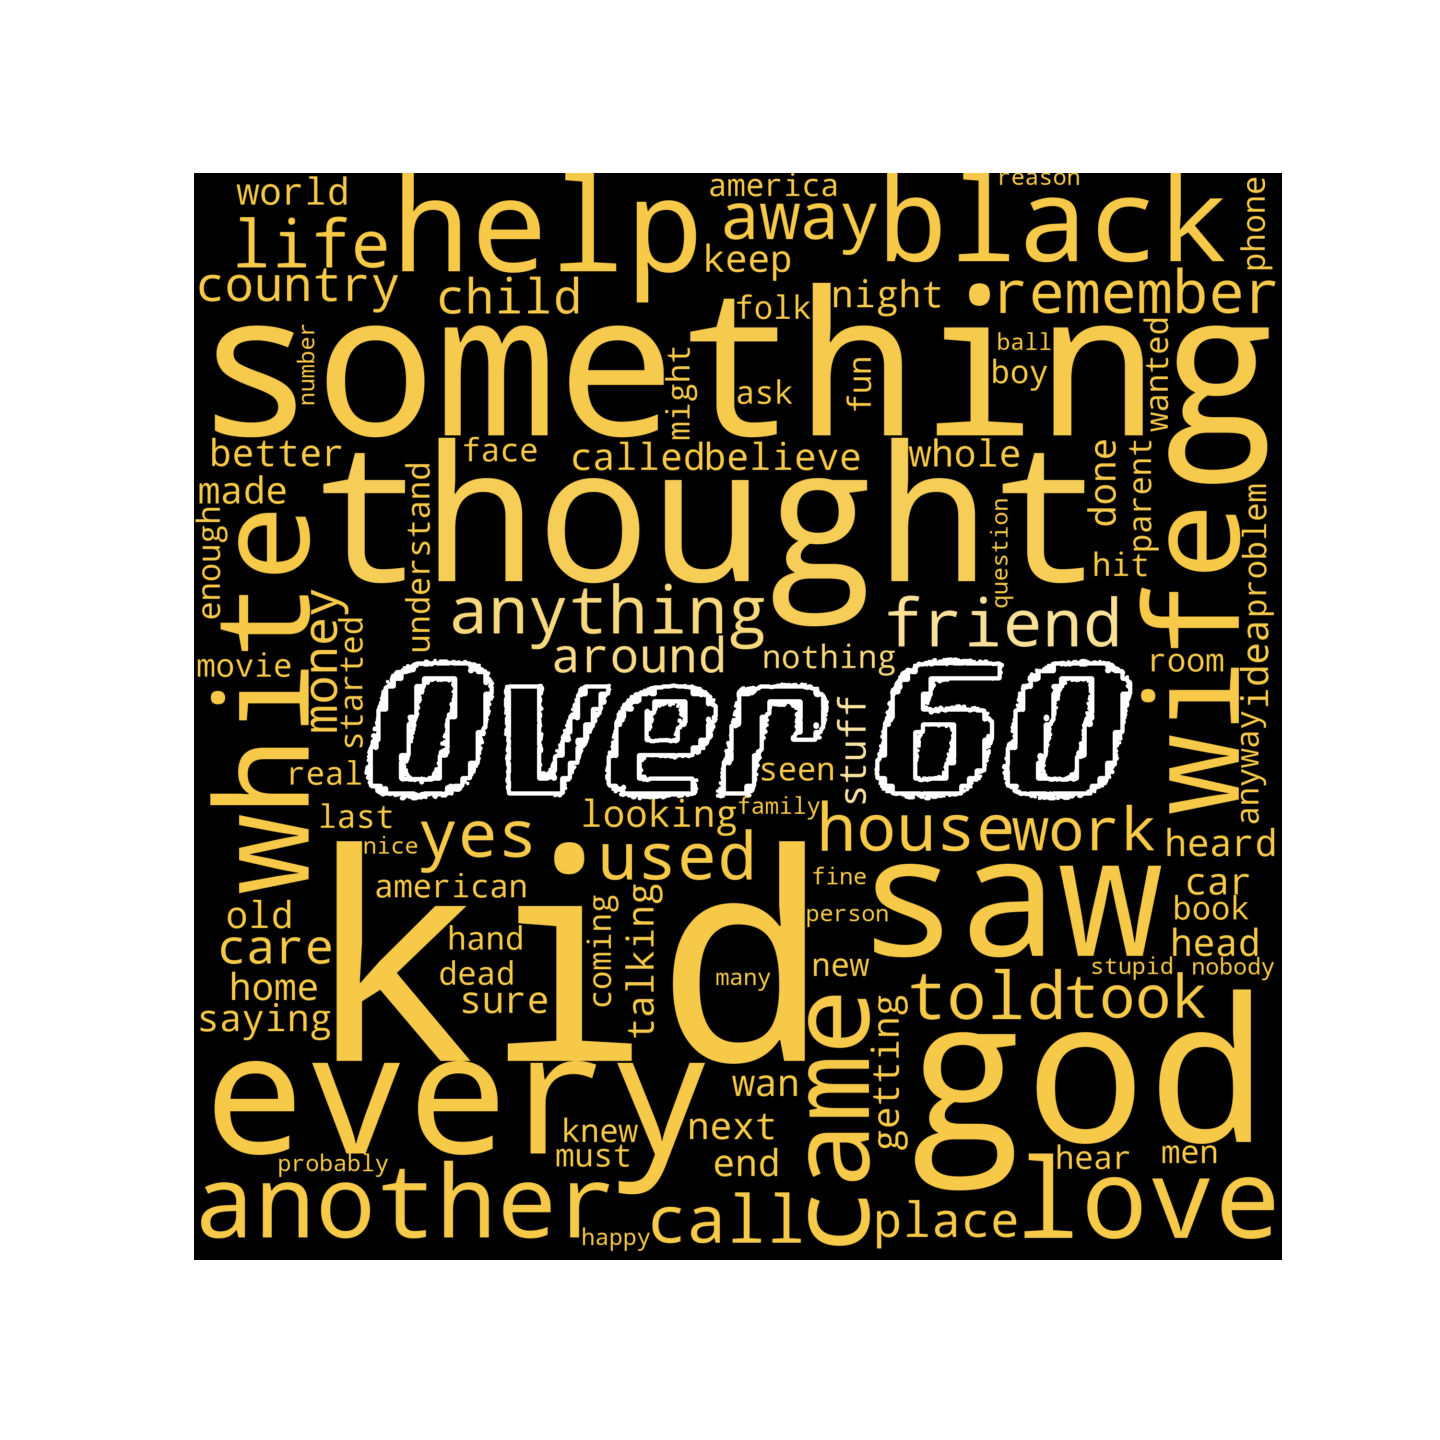 world
help
america
reason
life
away
black
phone
country
keep
child
folk
night
remember
something
number
might
ask
fun
ball
boy
wanted
better
face
called
believe
whole
made
thought
understand
question
done
parent
hit
enough
white
wife
problem
idea
anything
friend
around
nothing
room
movie
money
started
Over 60
real
seen
stuff
anyway
last
nice
yes
looking
family
house
work
heard
used
american
kid
fine
saw
car
old
care
person
book
hand
coming
talking
head
dead
many
new
stupid
nobody
home
sure
saying
told
took
every
came
getting
god
wan
knew
next
must
end
hear
men
probably
another
happy
call
place
love